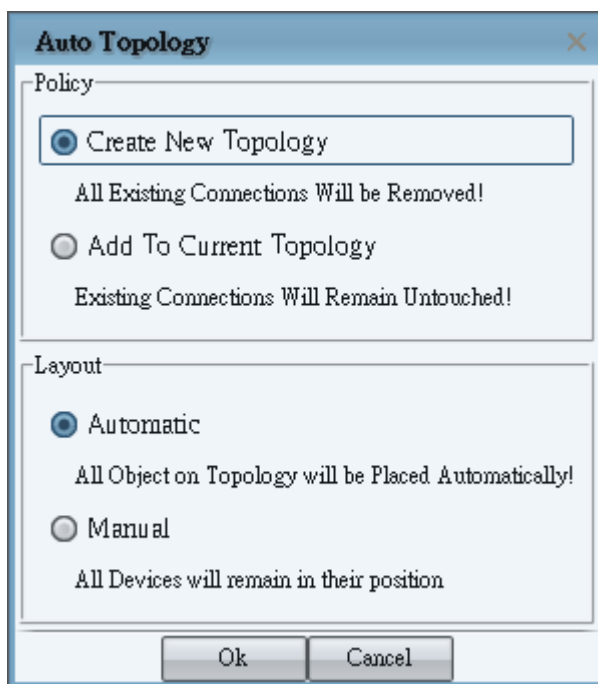 Auto Topology
Policy
Create New Topology
All Existing Connections Will be Removed!
Add To Current Topology
Existing Connections Will Remain Untouched!
Layout
Automatic
All Object on Topology will be Placed Automatically!
Manual
All Devices will remain in their position
Ok Cancel